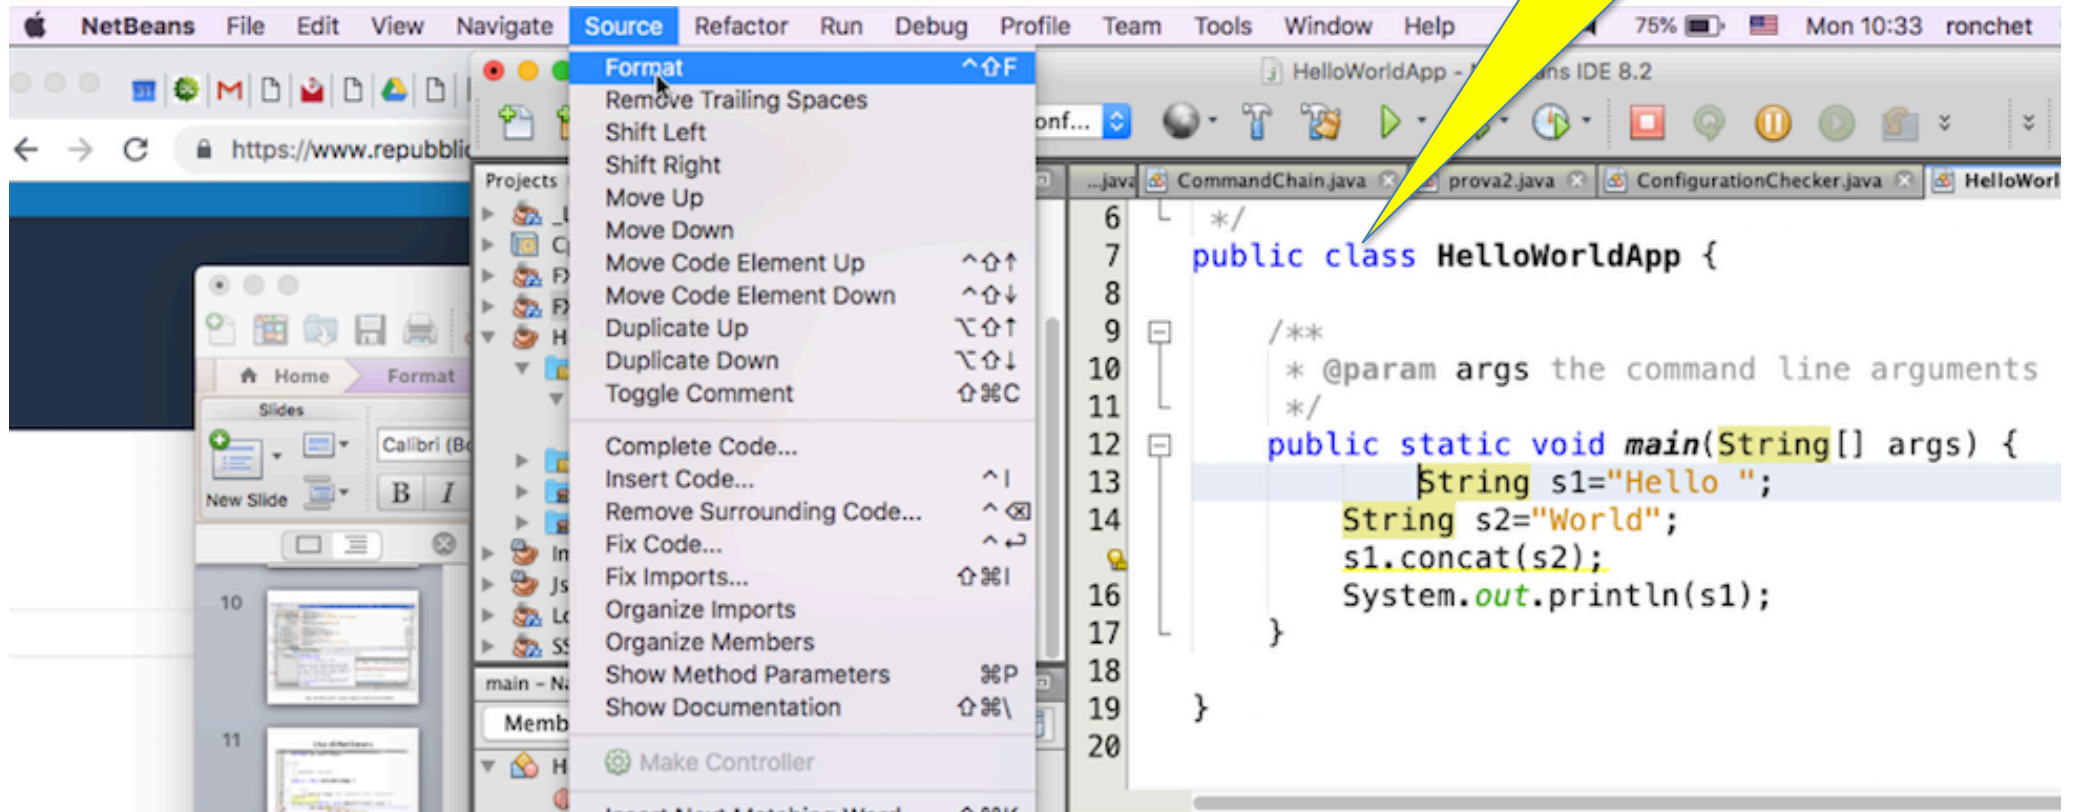 NetBeans File Edit View Navigate Source Refactor Run Debug Profile Team Tools Window Help 75% Mon 10:33 ronchet
31
https://www.repubblic
Home Format
Slides
Calibri (Bo
New Slide B I
10
11
Projects
main - Na
Memb
Format ^⇧F
Remove Trailing Spaces
Shift Left
Shift Right
Move Up
Move Down
Move Code Element Up ^⇧↑
Move Code Element Down ^⇧↓
Duplicate Up ⌥⇧↑
Duplicate Down ⌥⇧↓
Toggle Comment ⇧⌘C
Complete Code...
Insert Code... ^I
Remove Surrounding Code... ^⌫
Fix Code... ^↩
Fix Imports... ⇧⌘I
Organize Imports
Organize Members
Show Method Parameters ⌘P
Show Documentation ⇧⌘\
Make Controller
HelloWorldApp - ans IDE 8.2
onf...
...java CommandChain.java prova2.java ConfigurationChecker.java HelloWorl
6 */
7 public class HelloWorldApp {
8
9 /**
10 * @param args the command line arguments
11 */
12 public static void main(String[] args) {
13 String s1="Hello ";
14 String s2="World";
s1.concat(s2);
16 System.out.println(s1);
17 }
18
19 }
20